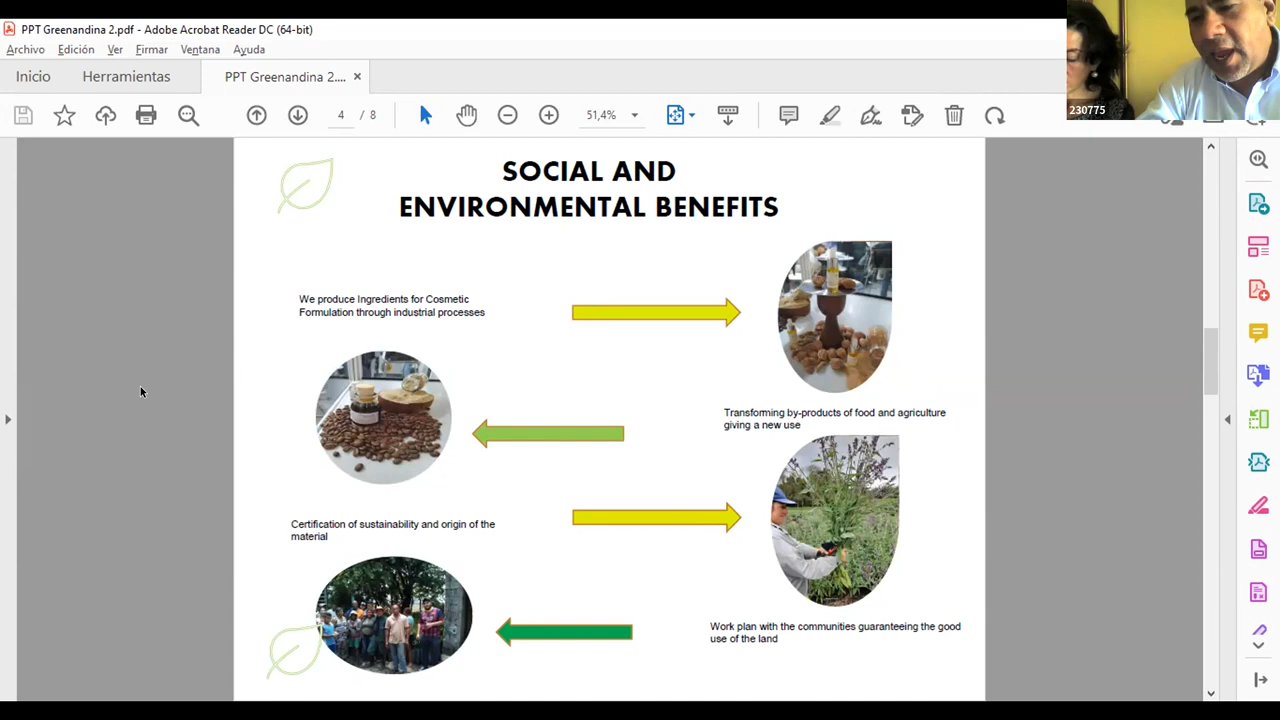 PPT Greenandina 2.pdf - Adobe Acrobat Reader DC (64-bit)
Archivo Edición Ver Firmar Ventana Ayuda
Inicio Herramientas PPT Greenandina 2.... ×
4 / 8 51,4%
230775
SOCIAL AND
ENVIRONMENTAL BENEFITS
We produce Ingredients for Cosmetic
Formulation through industrial processes
Transforming by-products of food and agriculture
giving a new use
Certification of sustainability and origin of the
material
Work plan with the communities guaranteeing the good
use of the land